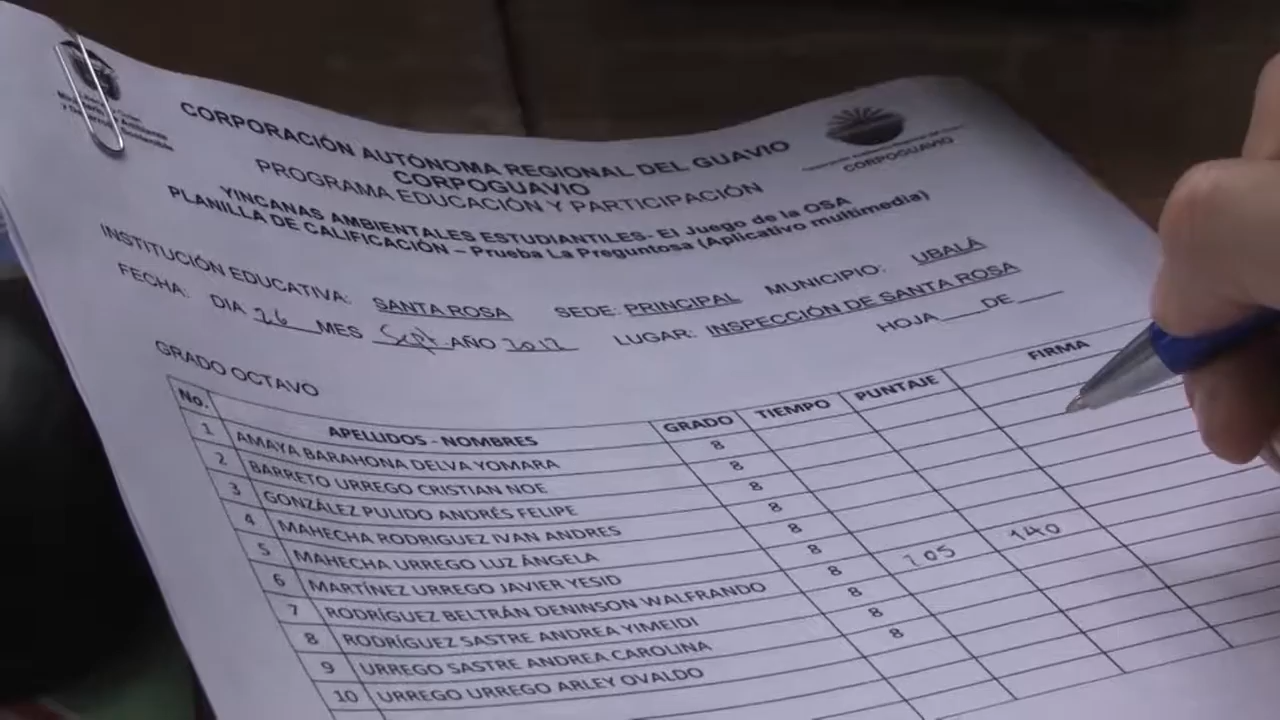 CORPORACIÓN AUTÓNOMA REGIONAL DEL GUAVIO
CORPOGUAVIO
PROGRAMA EDUCACIÓN Y PARTICIPACIÓN
YINCANAS AMBIENTALES ESTUDIANTILES- El Juego de la OSA
PLANILLA DE CALIFICACIÓN – Prueba La Preguntosa (Aplicativo multimedia)
CORPOGUAVIO
INSTITUCIÓN EDUCATIVA: SANTA ROSA SEDE: PRINCIPAL MUNICIPIO: UBALÁ
FECHA: DIA 26 MES Sept AÑO 2012 LUGAR: INSPECCIÓN DE SANTA ROSA
HOJA___DE___
GRADO OCTAVO
No. APELLIDOS - NOMBRES GRADO TIEMPO PUNTAJE FIRMA
1 AMAYA BARAHONA DELVA YOMARA 8
2 BARRETO URREGO CRISTIAN NOE 8
3 GONZÁLEZ PULIDO ANDRÉS FELIPE 8
4 MAHECHA RODRIGUEZ IVAN ANDRES 8
5 MAHECHA URREGO LUZ ÁNGELA 8
6 MARTÍNEZ URREGO JAVIER YESID 8 205 140
7 RODRÍGUEZ BELTRÁN DENINSON WALFRANDO 8
8 RODRÍGUEZ SASTRE ANDREA YIMEIDI 8
9 URREGO SASTRE ANDREA CAROLINA 8
10 URREGO URREGO ARLEY OVALDO 8